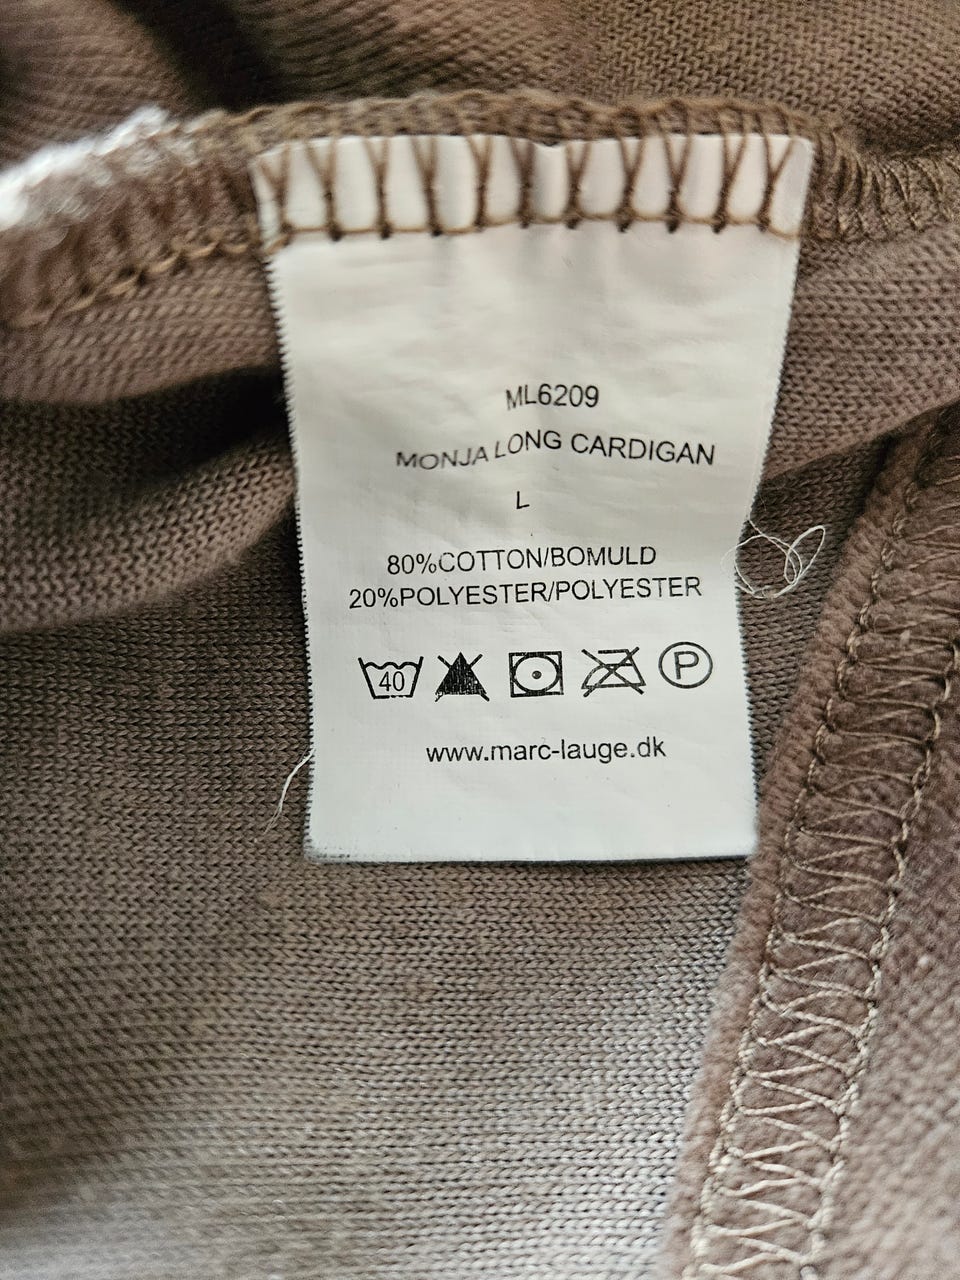 ML6209
MONJA LONG CARDIGAN
L
80%COTTON/BOMULD
20%POLYESTER/POLYESTER
40 P
www.marc-lauge.dk